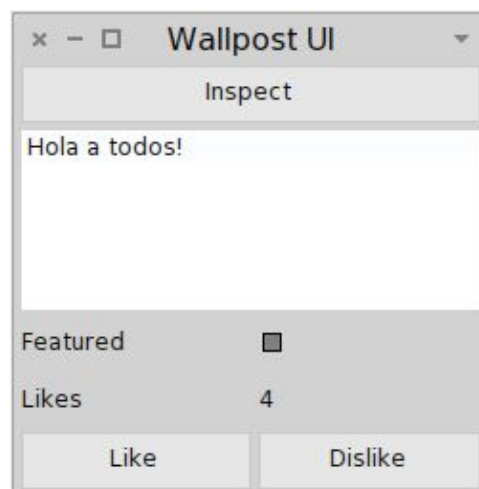 Wallpost UI
Inspect
Hola a todos!
Featured
Likes 4
Like Dislike